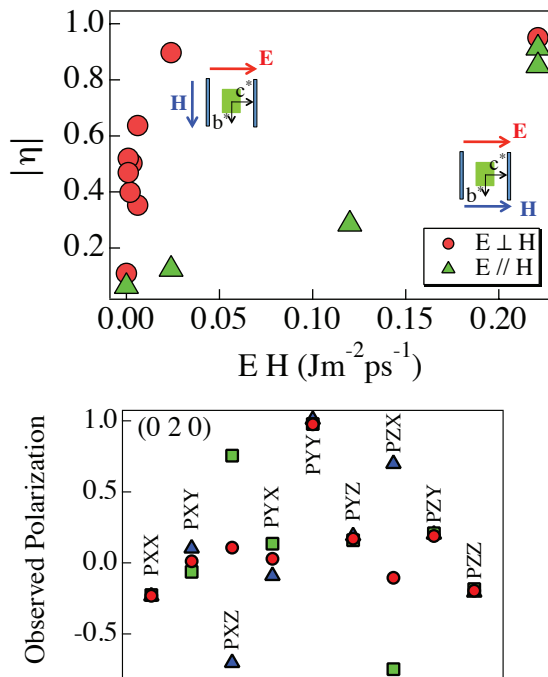 1.0
0.8
0.6
0.4
0.2
|η|
E
H
c*
b*
E
c*
b*
H
E ⊥ H
E // H
0.00 0.05 0.10 0.15 0.20
E H (Jm⁻²ps⁻¹)
(0 2 0)
1.0
0.5
0.0
-0.5
Observed Polarization
PXX
PXY
PXZ
PYX
PYY
PYZ
PZX
PZY
PZZ